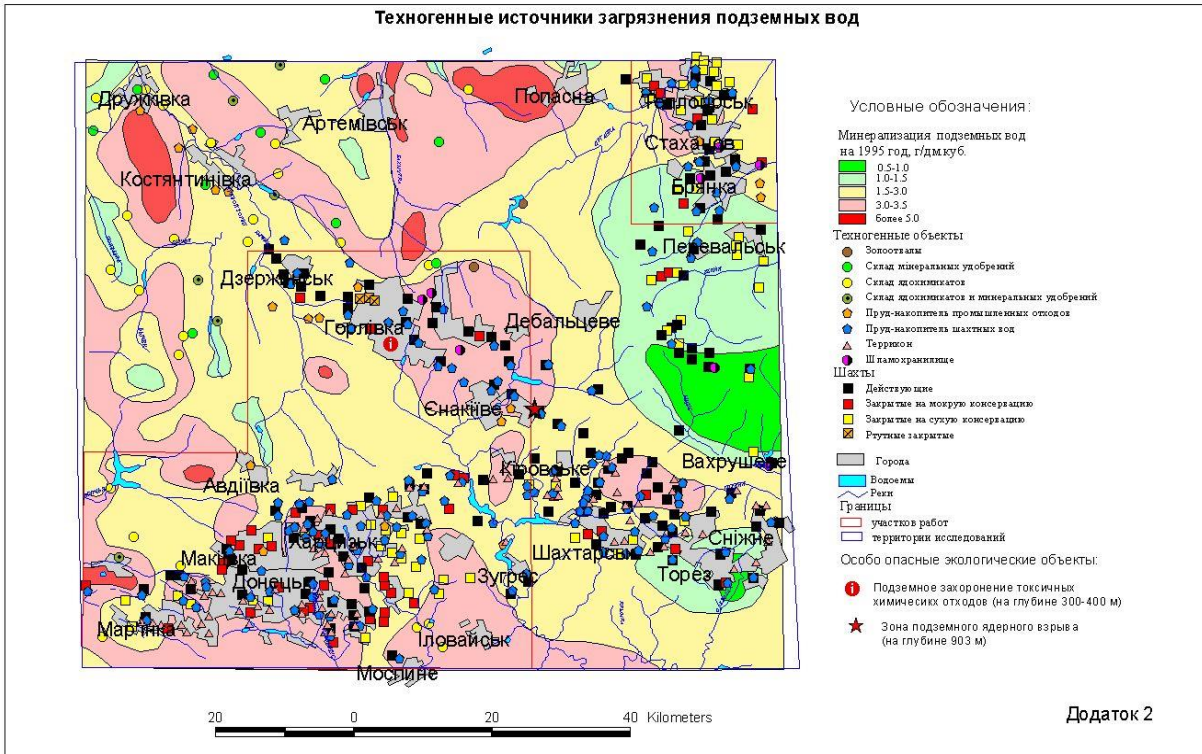 Техногенные источники загрязнения подземных вод
Дружківка
Артемівськ
Попасна
Стаханов
Костянтинівка
Брянка
Перевальськ
Дзержинськ
Горлівка
Дебальцеве
Єнакіїве
Кіровське
Вахрушеве
Авдіївка
Харцизьк
Макіївка
Донецьк
Шахтарськ
Сніжне
Зугрес
Торез
Мар'їнка
Іловайськ
Моспине
Условные обозначения:
Минерализация подземных вод
на 1995 год, г/дм.куб.
0.5-1.0
1.0-1.5
1.5-3.0
3.0-3.5
более 5.0
Техногенные объекты
Золоотвалы
Склад мінеральных удобрений
Склад ядохимикатов
Склад ядохимикатов и минеральных удобрений
Пруд-накопитель промышленных отходов
Пруд-накопитель шахтных вод
Террикон
Шламохранилище
Шахты
Действующие
Закрытые на мокрую консервацию
Закрытые на сухую консервацию
Ртутные закрытые
Города
Водоемы
Реки
Границы
участков работ
территории исследований
Особо опасные экологические объекты:
Подземное захоронение токсичных
химических отходов (на глубине 300-400 м)
Зона подземного ядерного взрыва
(на глубине 903 м)
20 0 20 40 Kilometers
Додаток 2